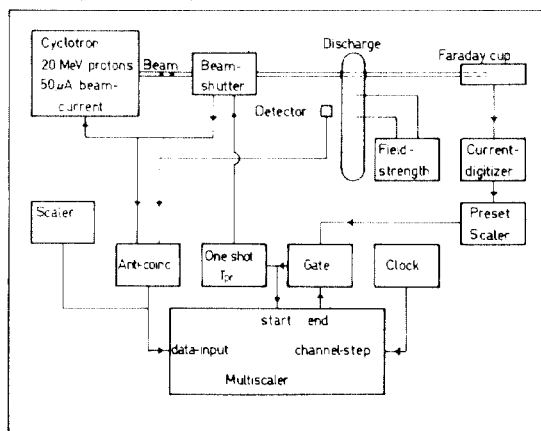 Cyclotron
20 MeV protons
50 μA beam-
current
Beam
Beam-
shutter
Discharge
Faraday cup
Detector
Field-
strength
Current-
digitizer
Preset
Scaler
Scaler
Anti-coinc
One shot
Tpr
Gate
Clock
start end
data-input
channel-step
Multiscaler